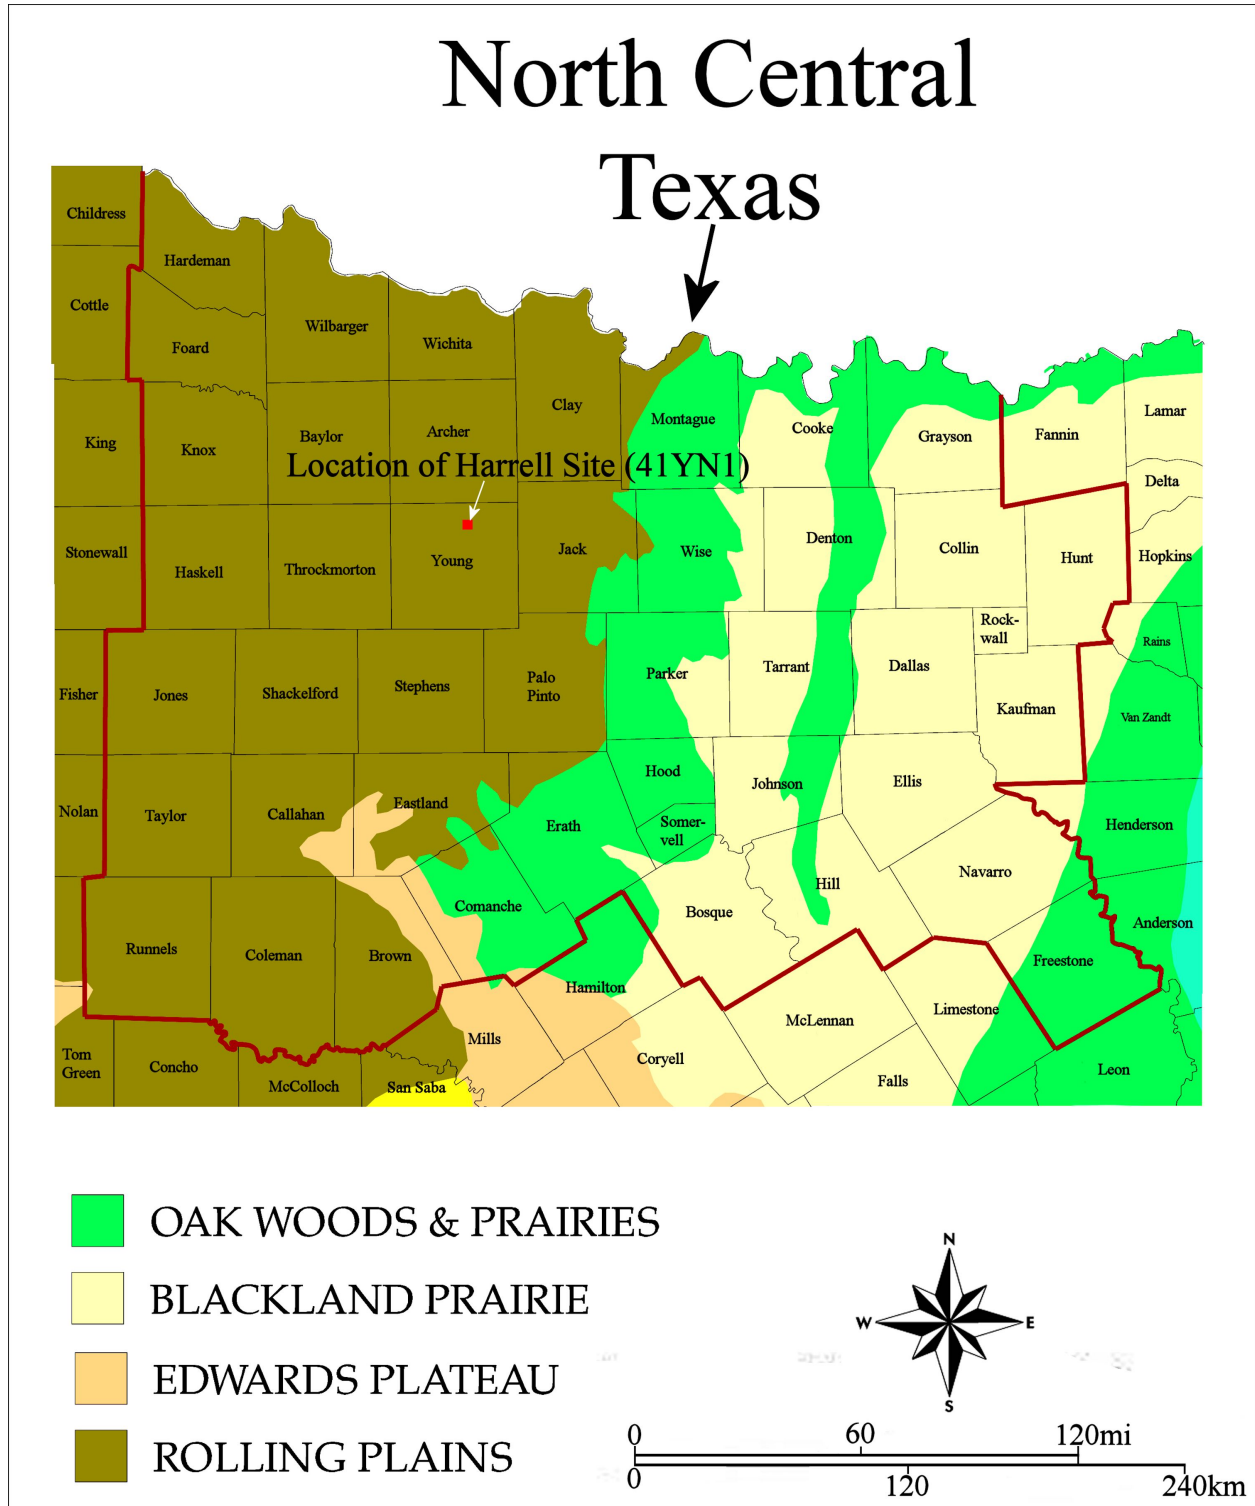 North Central
Texas
Childress
Hardeman
Cottle
Wilbarger
Wichita
Foard
Clay
Lamar
Montague
Cooke
Grayson
Fannin
King
Knox
Baylor
Archer
Location of Harrell Site (41YN1)
Delta
Stonewall
Haskell
Throckmorton
Young
Jack
Wise
Denton
Collin
Hunt
Hopkins
Rock-
wall
Rains
Fisher
Jones
Shackelford
Stephens
Palo
Pinto
Parker
Tarrant
Dallas
Kaufman
Van Zandt
Nolan
Taylor
Callahan
Eastland
Erath
Hood
Somer-
vell
Johnson
Ellis
Henderson
Comanche
Bosque
Hill
Navarro
Anderson
Runnels
Coleman
Brown
Hamilton
Freestone
Limestone
McLennan
Mills
Coryell
Tom
Green
Concho
McColloch
San Saba
Falls
Leon
OAK WOODS & PRAIRIES
BLACKLAND PRAIRIE
EDWARDS PLATEAU
ROLLING PLAINS
N
W
E
S
0 60 120mi
0 120 240km